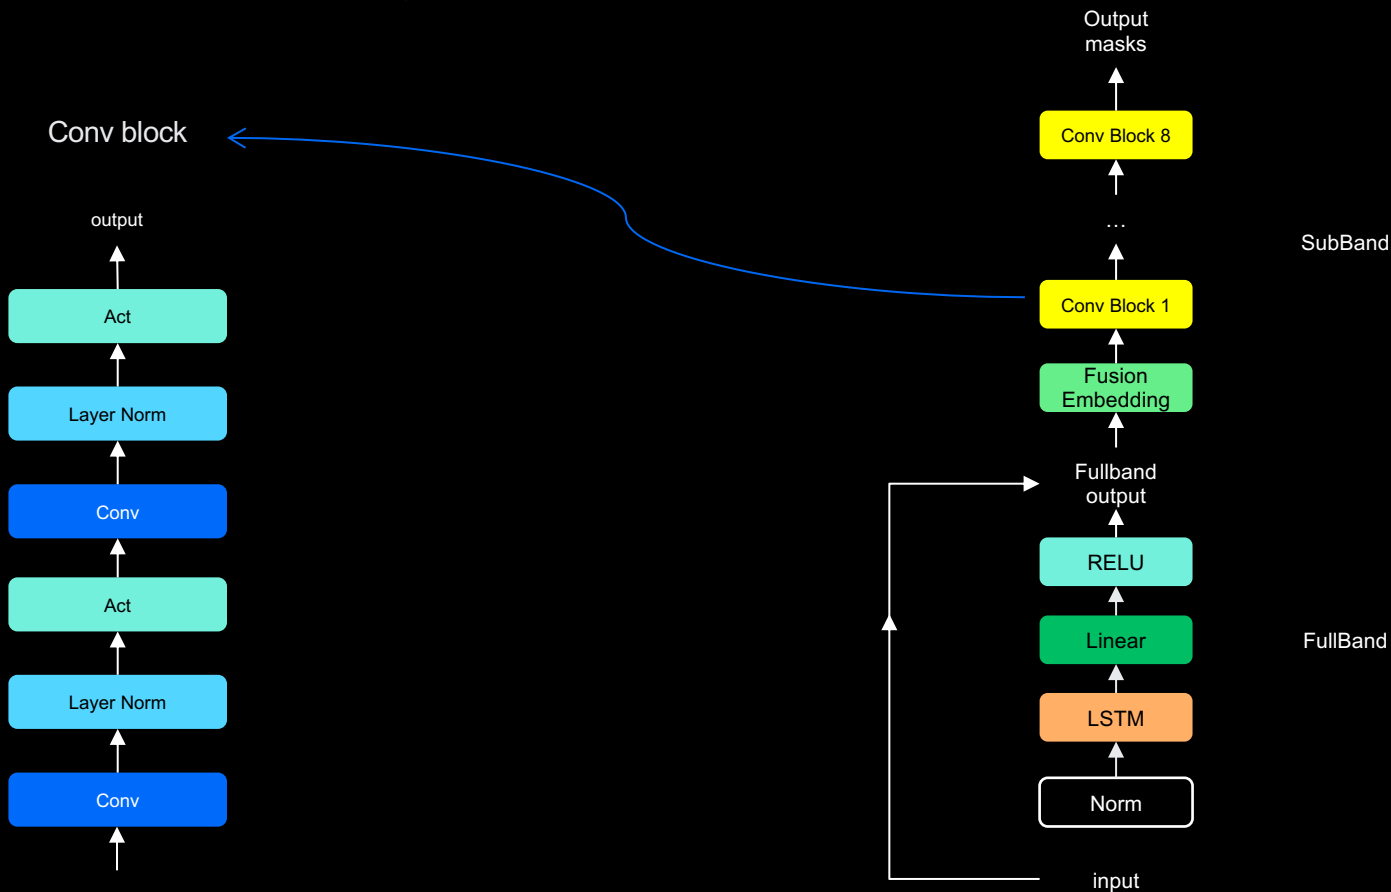 Conv block
output
Act
Layer Norm
Conv
Act
Layer Norm
Conv
Output
masks
Conv Block 8
...
SubBand
Conv Block 1
Fusion
Embedding
Fullband
output
RELU
Linear
FullBand
LSTM
Norm
input